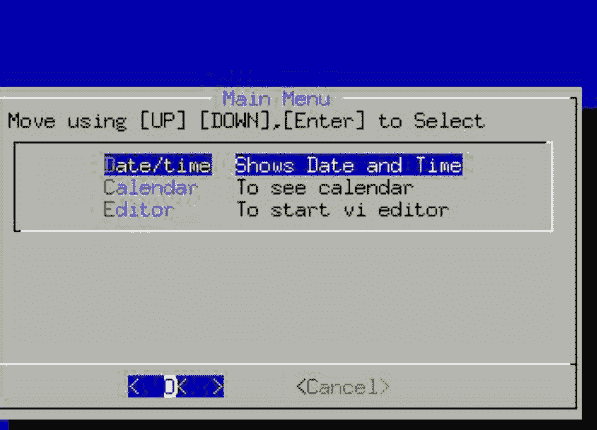 Main Menu
Move using [UP] [DOWN],[Enter] to Select
Date/time Shows Date and Time
Calendar To see calendar
Editor To start vi editor
< OK > <Cancel>